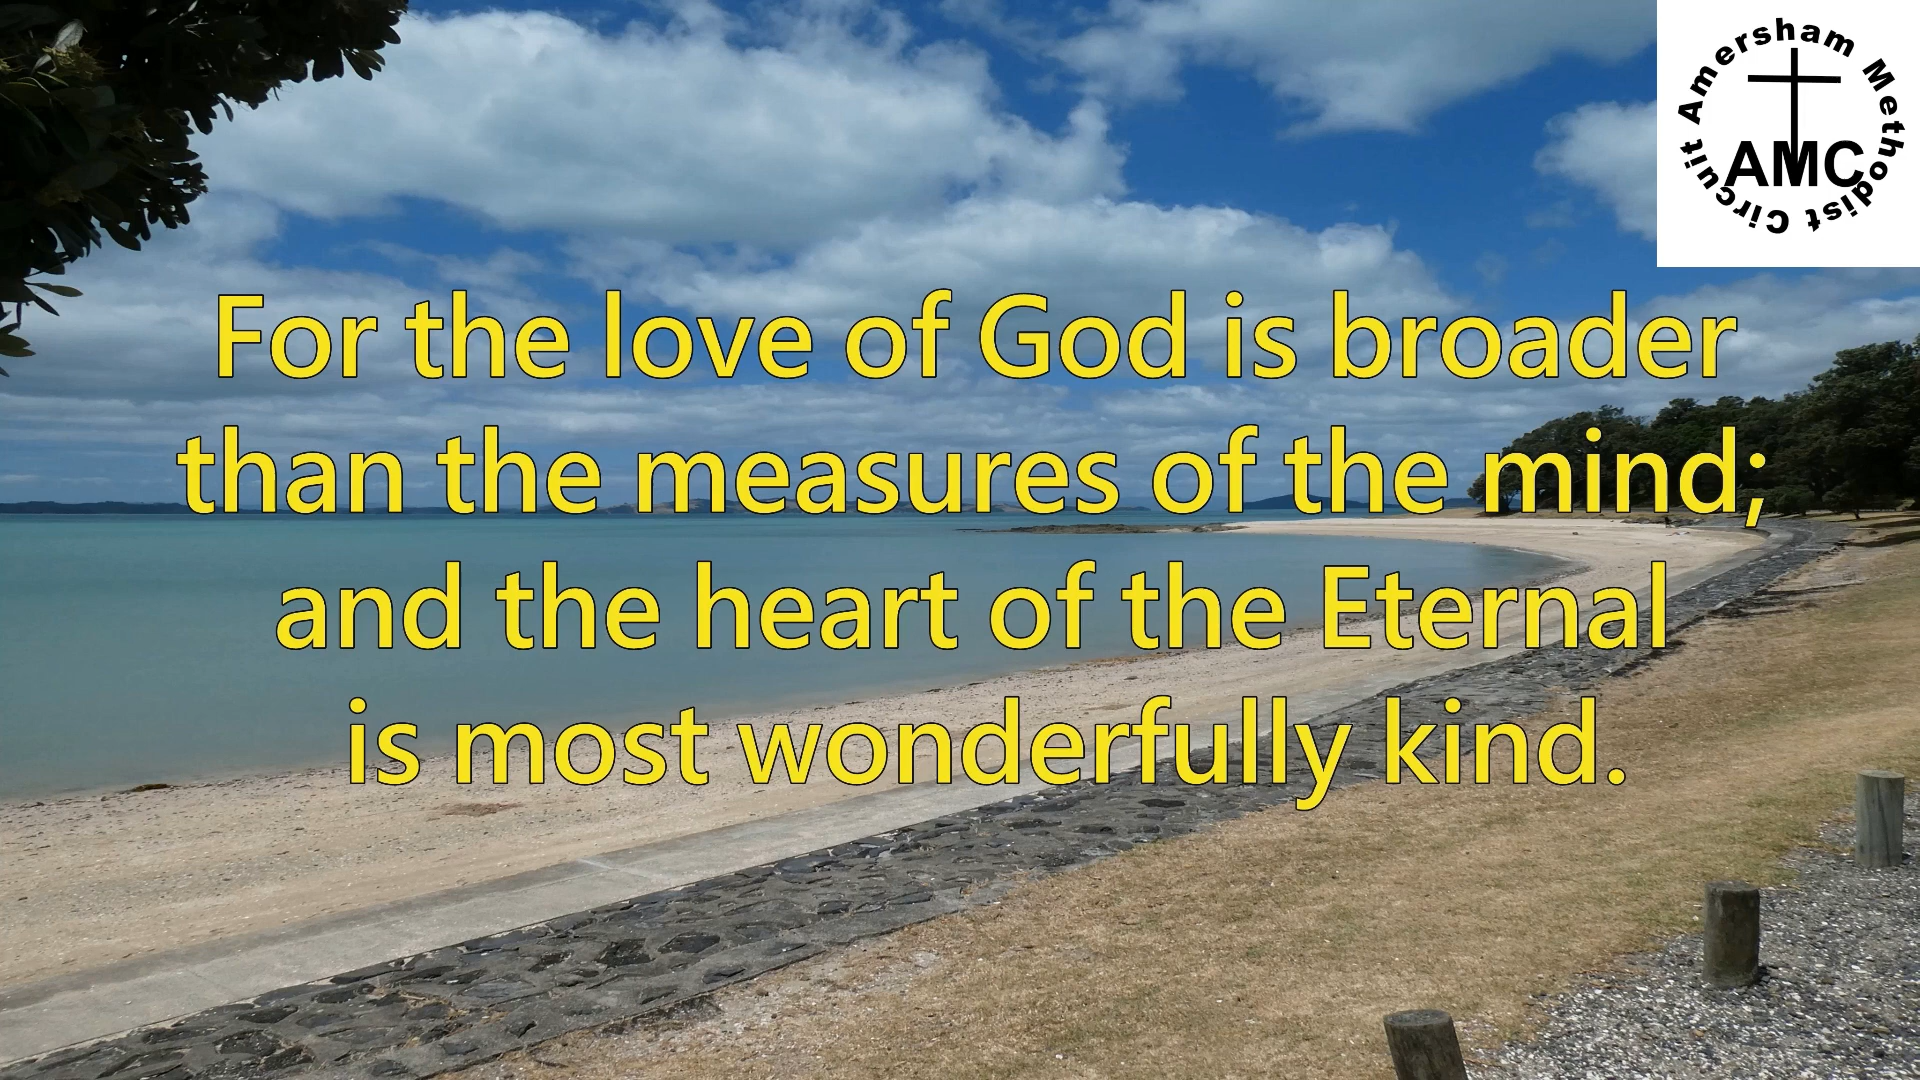 Amersham Methodist Circuit
AMC
For the love of God is broader
than the measures of the mind;
and the heart of the Eternal
is most wonderfully kind.